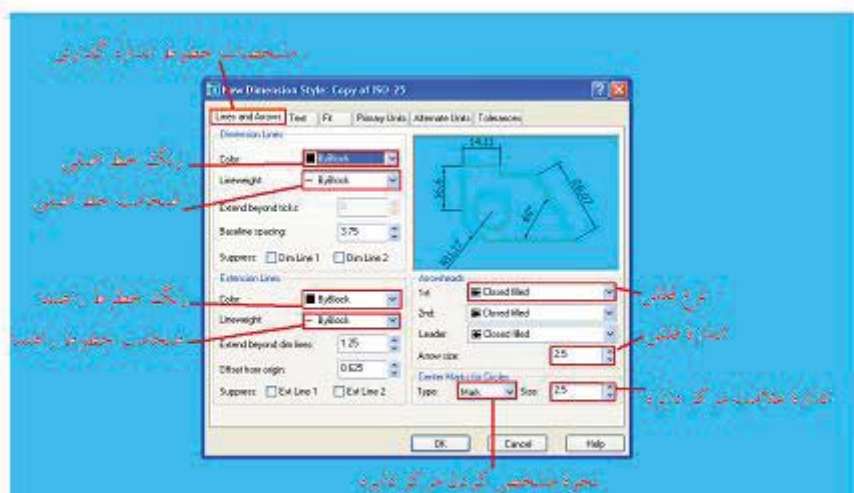 مشخصات خطوط اندازه گذاری
New Dimension Style: Copy of ISO-25
Lines and Arrows Text Fit Primary Units Alternate Units Tolerances
Dimension Lines
Color: ByBlock
رنگ خط اصلی
Lineweight: ByBlock
ضخامت خط اصلی
Extend beyond ticks:
Baseline spacing: 3.75
Suppress: Dim Line 1 Dim Line 2
14,11
16,6
60°
Extension Lines
Color: ByBlock
رنگ خطوط رابط
Lineweight: ByBlock
ضخامت خطوط رابط
Extend beyond dim lines: 1.25
Offset from origin: 0.625
Suppress: Ext Line 1 Ext Line 2
Arrowheads
1st: Closed filled
نوع فلش
2nd: Closed filled
Leader: Closed filled
Arrow size: 2.5
اندازه فلش
Center Marks for Circles
Type: Mark Size: 2.5
اندازه علامت مرکز دایره
OK Cancel Help
نحوه مشخص کردن مرکز دایره